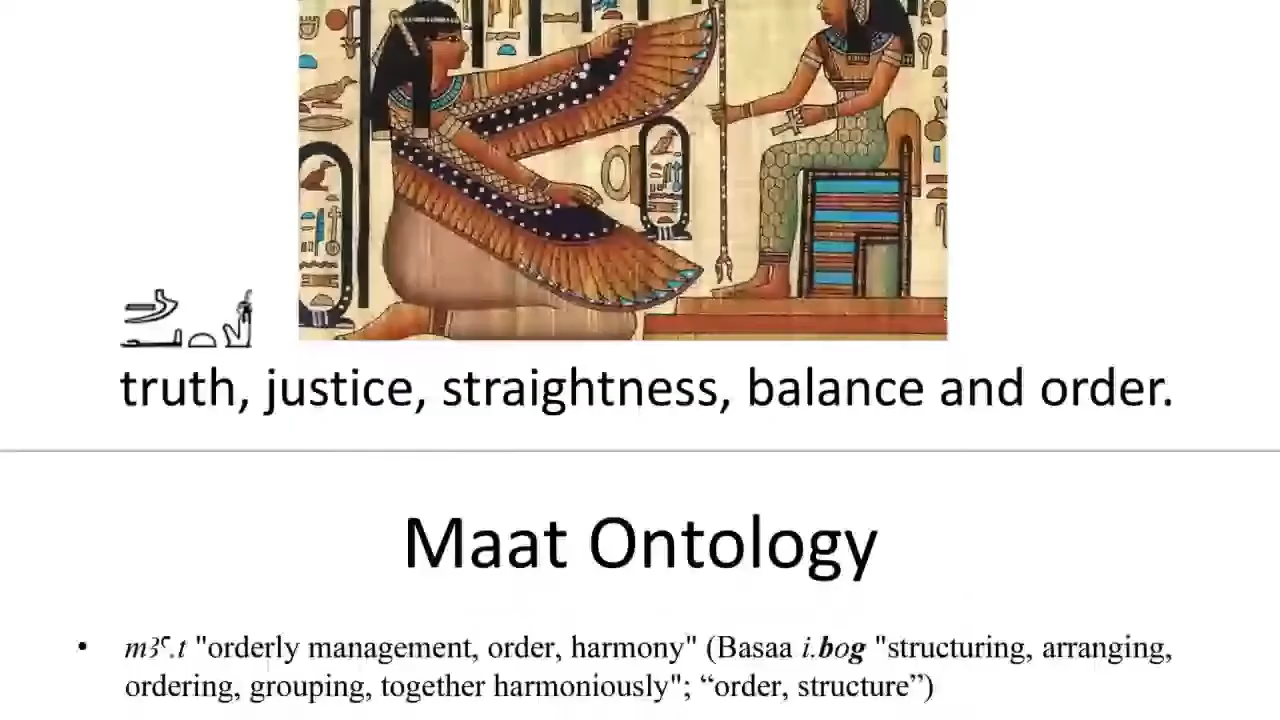 truth, justice, straightness, balance and order.
Maat Ontology
• mꜣꜥ.t "orderly management, order, harmony" (Basaa i.bog "structuring, arranging,
ordering, grouping, together harmoniously"; “order, structure”)